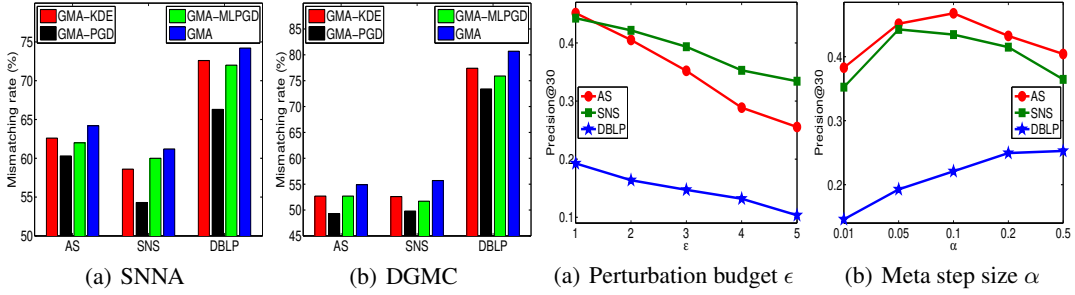 GMA-KDE
GMA-PGD
GMA-MLPGD
GMA
Mismatching rate (%)
75
70
65
60
55
50
AS SNS DBLP
(a) SNNA
GMA-KDE
GMA-PGD
GMA-MLPGD
GMA
Mismatching rate (%)
85
80
75
70
65
60
55
50
45
AS SNS DBLP
(b) DGMC
Precision@30
0.4
0.3
0.2
0.1
AS
SNS
DBLP
1 2 3 4 5
ε
(a) Perturbation budget ϵ
Precision@30
0.4
0.3
0.2
AS
SNS
DBLP
0.01 0.05 0.1 0.2 0.5
α
(b) Meta step size α